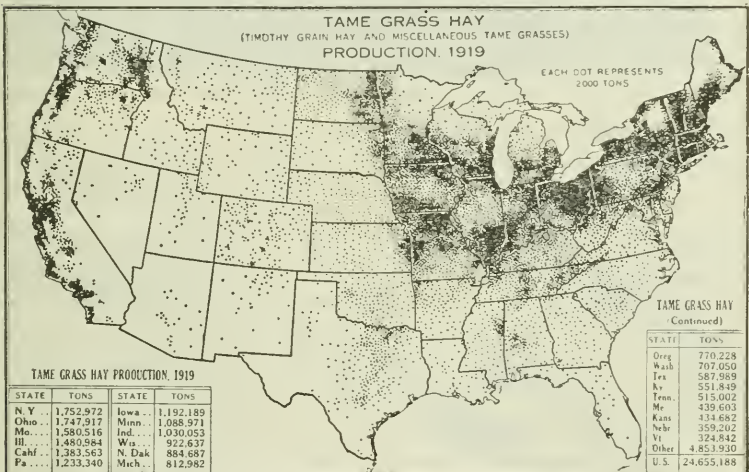 TAME GRASS HAY
(TIMOTHY GRAIN HAY AND MISCELLANEOUS TAME GRASSES)
PRODUCTION, 1919
EACH DOT REPRESENTS
2000 TONS
TAME GRASS HAY PRODUCTION, 1919
STATE TONS STATE TONS
N. Y .. 1,752,972 Iowa .. 1,192,189
Ohio .. 1,747,917 Minn.. 1,088,971
Mo.... 1,580,516 Ind.... 1,030,053
Ill..... 1,480,984 Wis... 922,637
Calif .. 1,383,563 N. Dak 884,687
Pa .... 1,233,340 Mich .. 812,982
TAME GRASS HAY
(Continued)
STATE TONS
Oreg 770,228
Wash 707,050
Tex 587,989
Ky 551,849
Tenn. 515,002
Me 439,603
Kans 434,682
Nebr 359,202
Vt 324,842
Other 4,853,930
U.S. 24,655,188